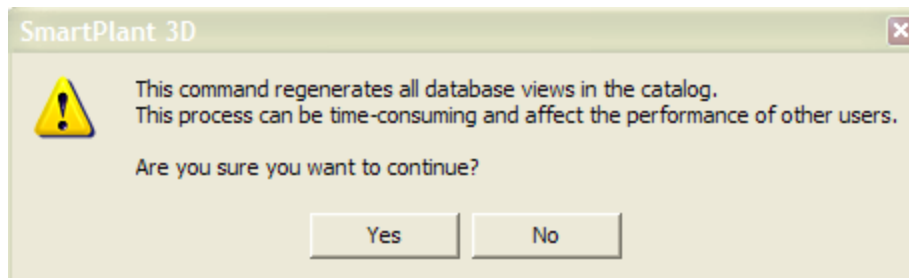 SmartPlant 3D
This command regenerates all database views in the catalog.
This process can be time-consuming and affect the performance of other users.
Are you sure you want to continue?
Yes No